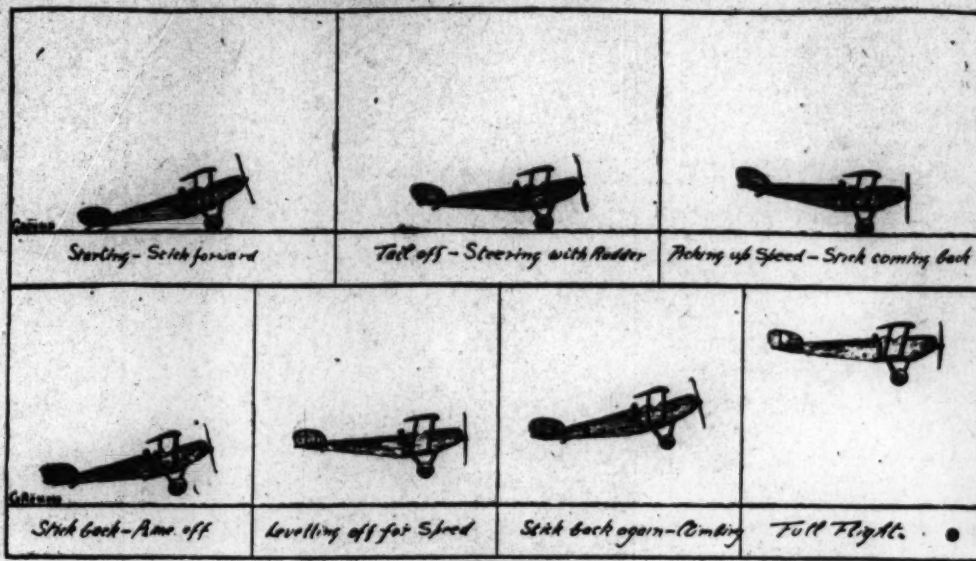 Starting - Stick forward
Tail off - Steering with Rudder
Picking up Speed - Stick coming back
Stick back - Plane off
Levelling off for Speed
Stick back again - Climbing
Full Flight.